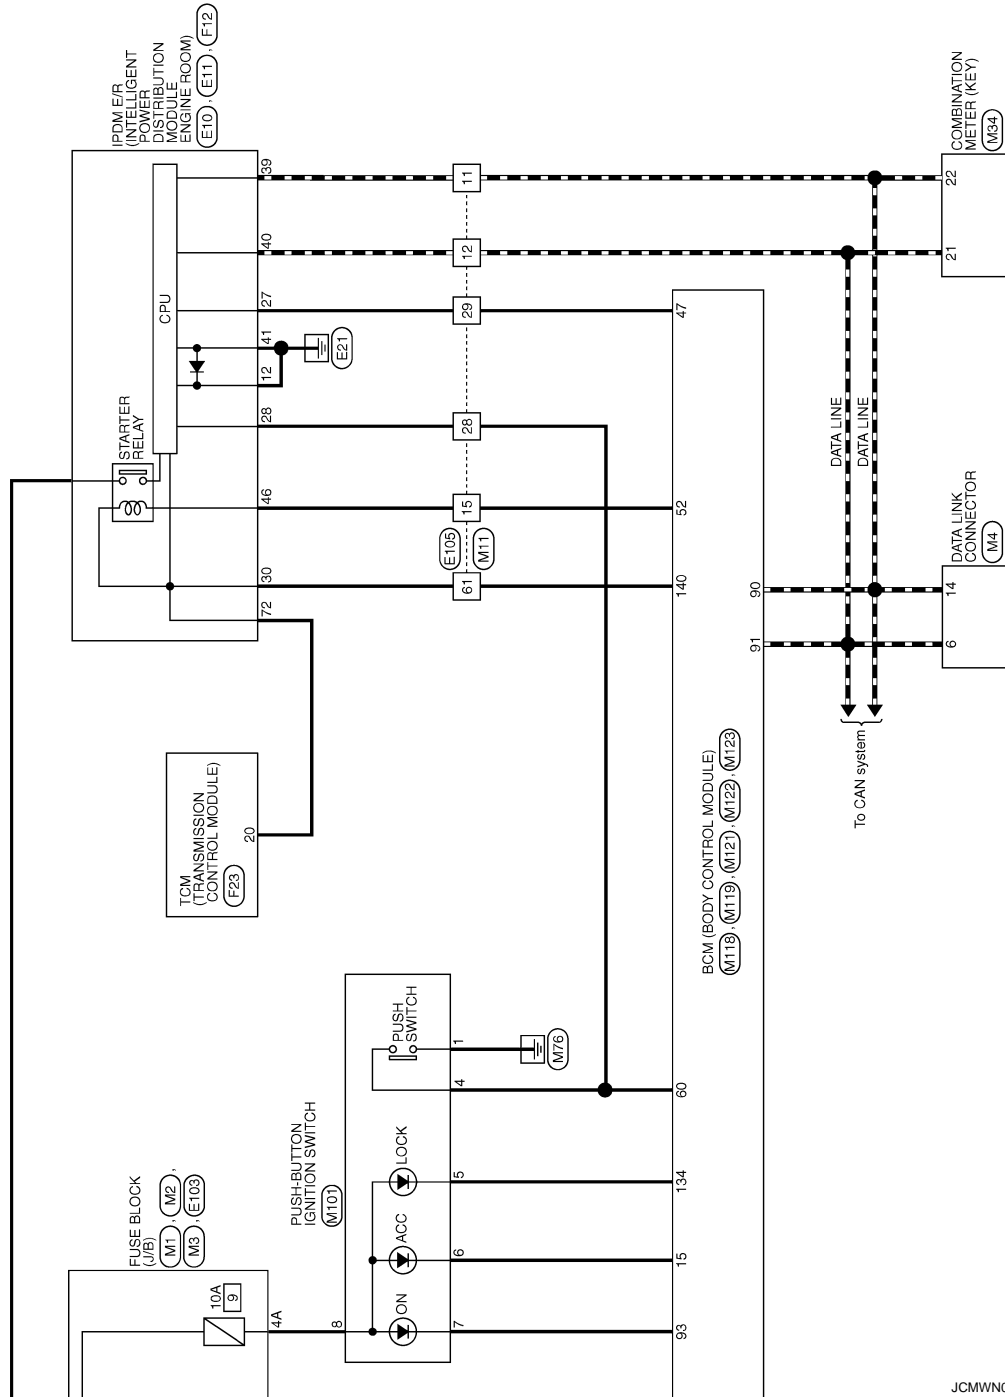 IPDM E/R
(INTELLIGENT
POWER
DISTRIBUTION
MODULE
ENGINE ROOM)
E10 , E11 , F12
CPU
STARTER
RELAY
39
40
27
41
12
28
46
30
72
E21
11
12
29
28
15
61
E105
M11
COMBINATION
METER (KEY)
M34
22
21
DATA LINE
DATA LINE
DATA LINK
CONNECTOR
M4
14
6
To CAN system
47
52
140
90
91
BCM (BODY CONTROL MODULE)
M118 , M119 , M121 , M122 , M123
60
134
15
93
TCM
(TRANSMISSION
CONTROL MODULE)
F23
20
PUSH-BUTTON
IGNITION SWITCH
M101
PUSH
SWITCH
LOCK
ACC
ON
1
4
5
6
7
8
M76
FUSE BLOCK
(J/B)
M1 , M2 ,
M3 , E103
10A
9
4A
JCMWN